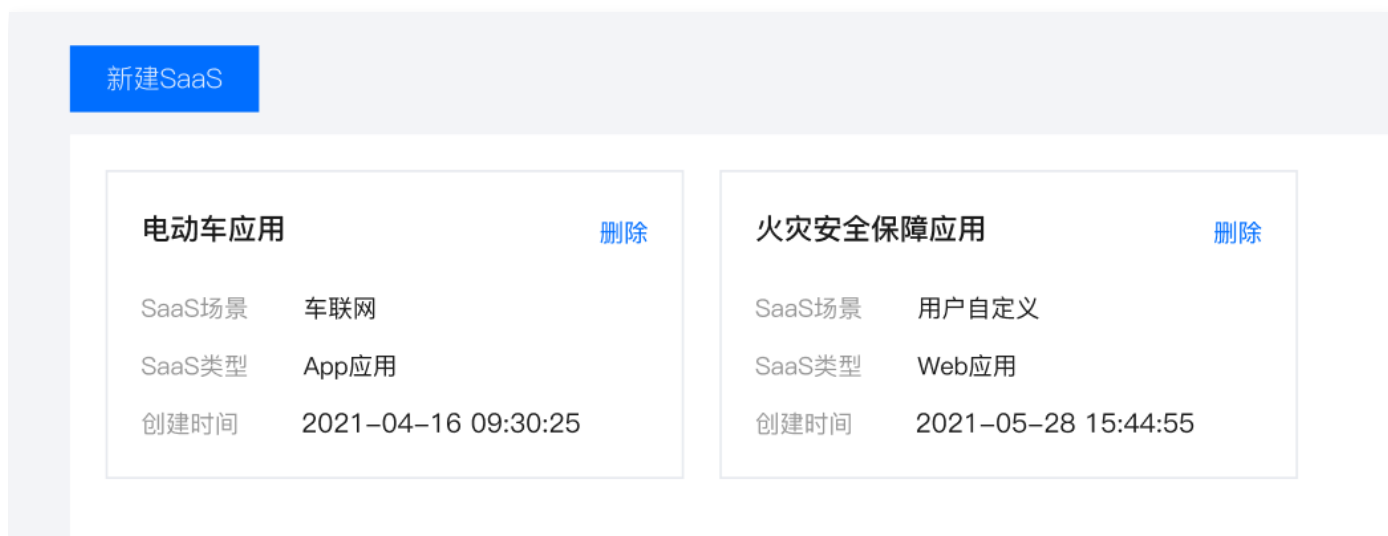 新建SaaS
电动车应用 删除
SaaS场景 车联网
SaaS类型 App应用
创建时间 2021-04-16 09:30:25
火灾安全保障应用 删除
SaaS场景 用户自定义
SaaS类型 Web应用
创建时间 2021-05-28 15:44:55